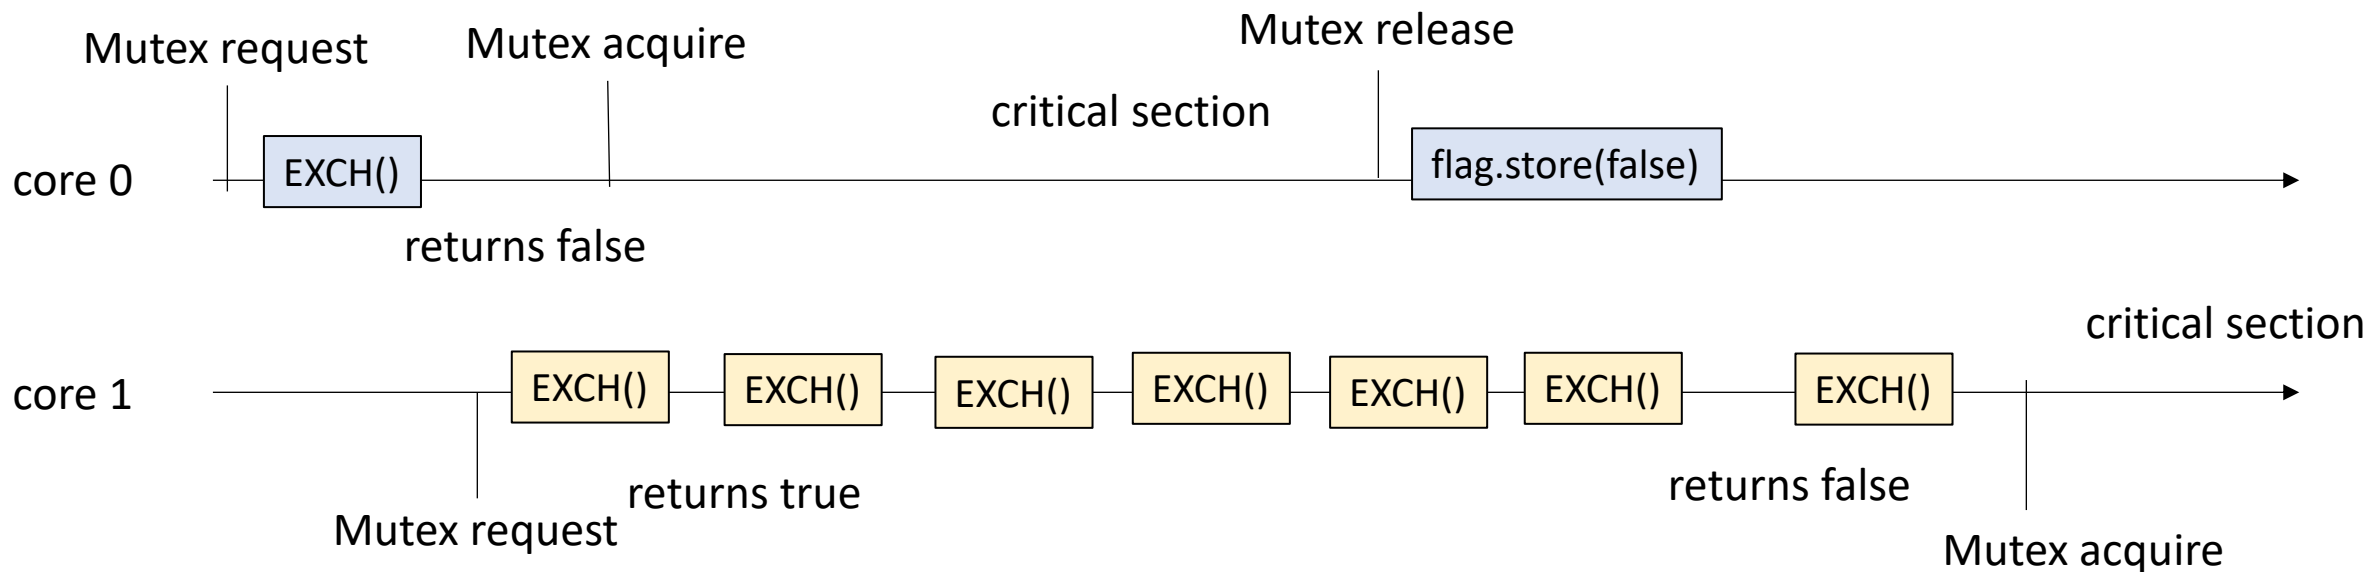 Mutex request
Mutex acquire
Mutex release
critical section
core 0
EXCH()
flag.store(false)
returns false
critical section
core 1
EXCH()
EXCH()
EXCH()
EXCH()
EXCH()
EXCH()
EXCH()
returns true
returns false
Mutex request
Mutex acquire